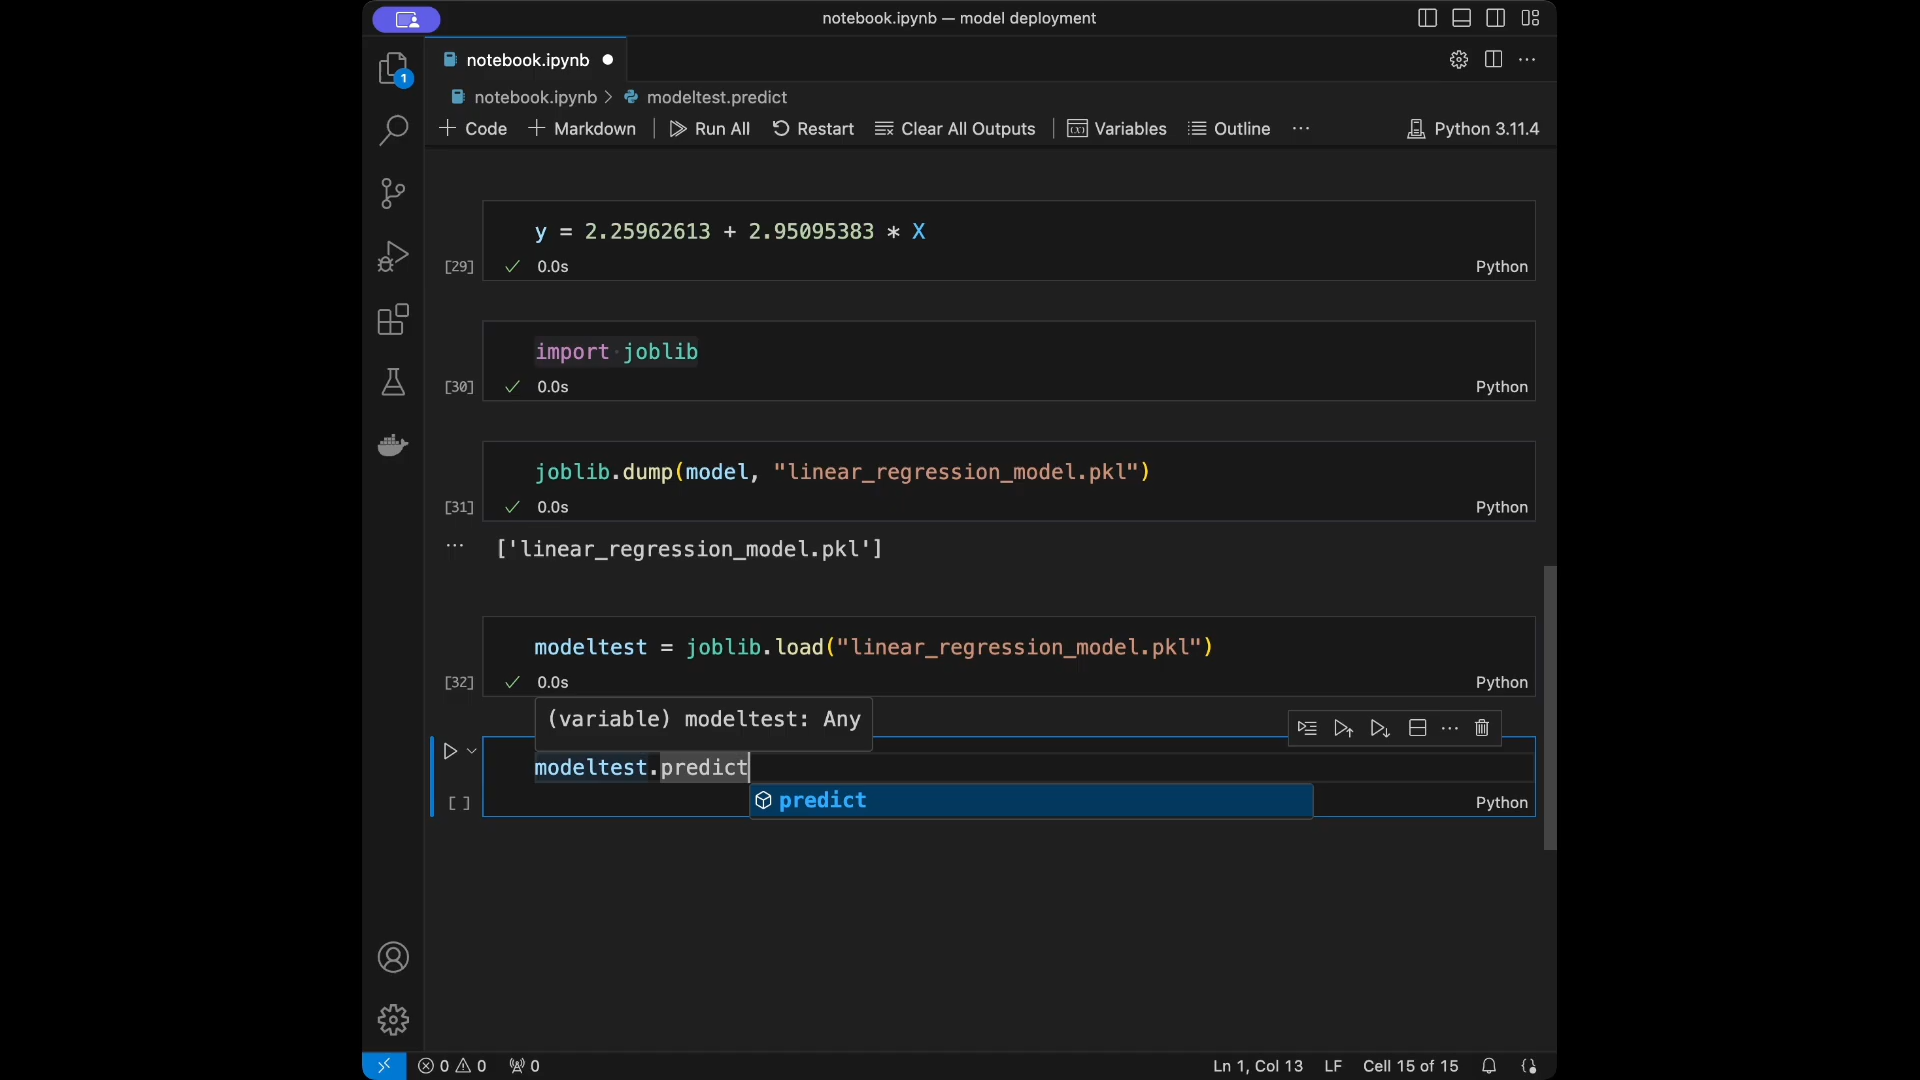 notebook.ipynb — model deployment
notebook.ipynb
1
notebook.ipynb > modeltest.predict
Code Markdown Run All Restart Clear All Outputs Variables Outline ... Python 3.11.4
y = 2.25962613 + 2.95095383 * X
[29] 0.0s Python
import joblib
[30] 0.0s Python
joblib.dump(model, "linear_regression_model.pkl")
[31] 0.0s Python
['linear_regression_model.pkl']
modeltest = joblib.load("linear_regression_model.pkl")
[32] 0.0s Python
(variable) modeltest: Any
modeltest.predict
predict
[ ] Python
0 0 0 Ln 1, Col 13 LF Cell 15 of 15